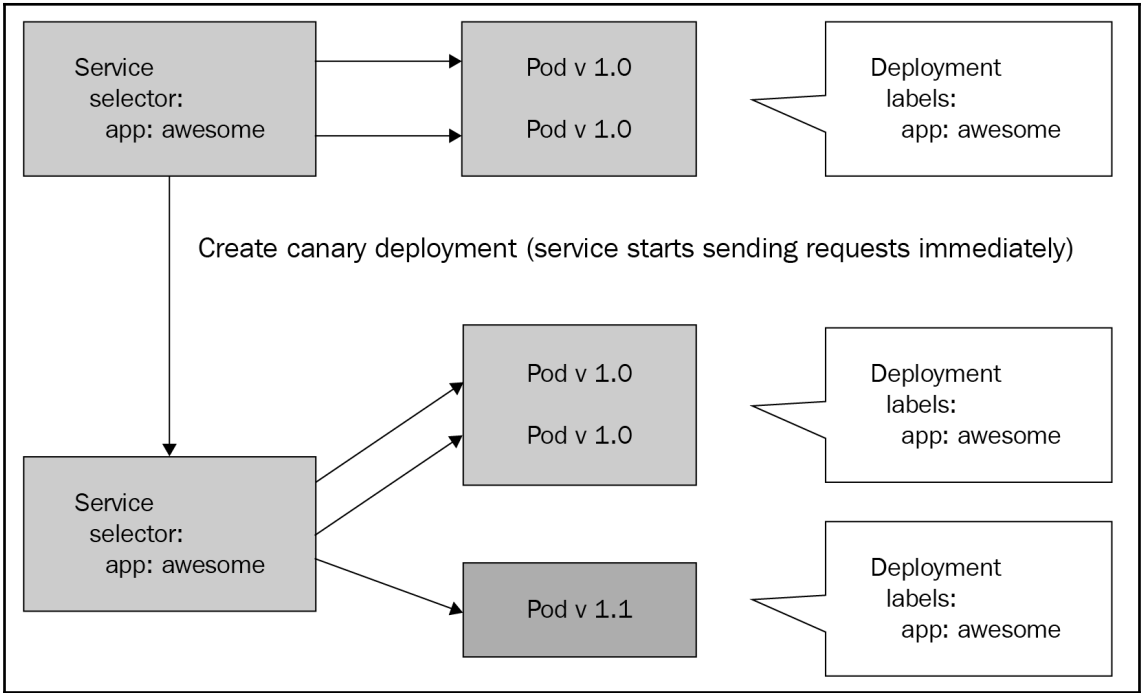 Service
selector:
app: awesome
Pod v 1.0
Pod v 1.0
Deployment
labels:
app: awesome
Create canary deployment (service starts sending requests immediately)
Service
selector:
app: awesome
Pod v 1.0
Pod v 1.0
Deployment
labels:
app: awesome
Pod v 1.1
Deployment
labels:
app: awesome